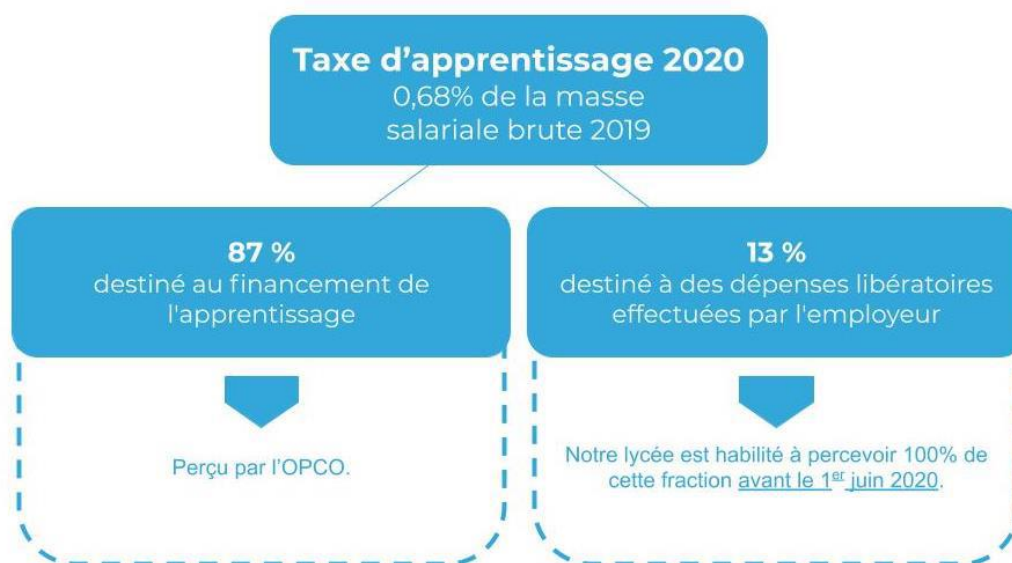 Taxe d'apprentissage 2020
0,68% de la masse
salariale brute 2019
87 %
destiné au financement de
l'apprentissage
13 %
destiné à des dépenses libératoires
effectuées par l'employeur
Perçu par l'OPCO.
Notre lycée est habilité à percevoir 100% de
cette fraction avant le 1er juin 2020.